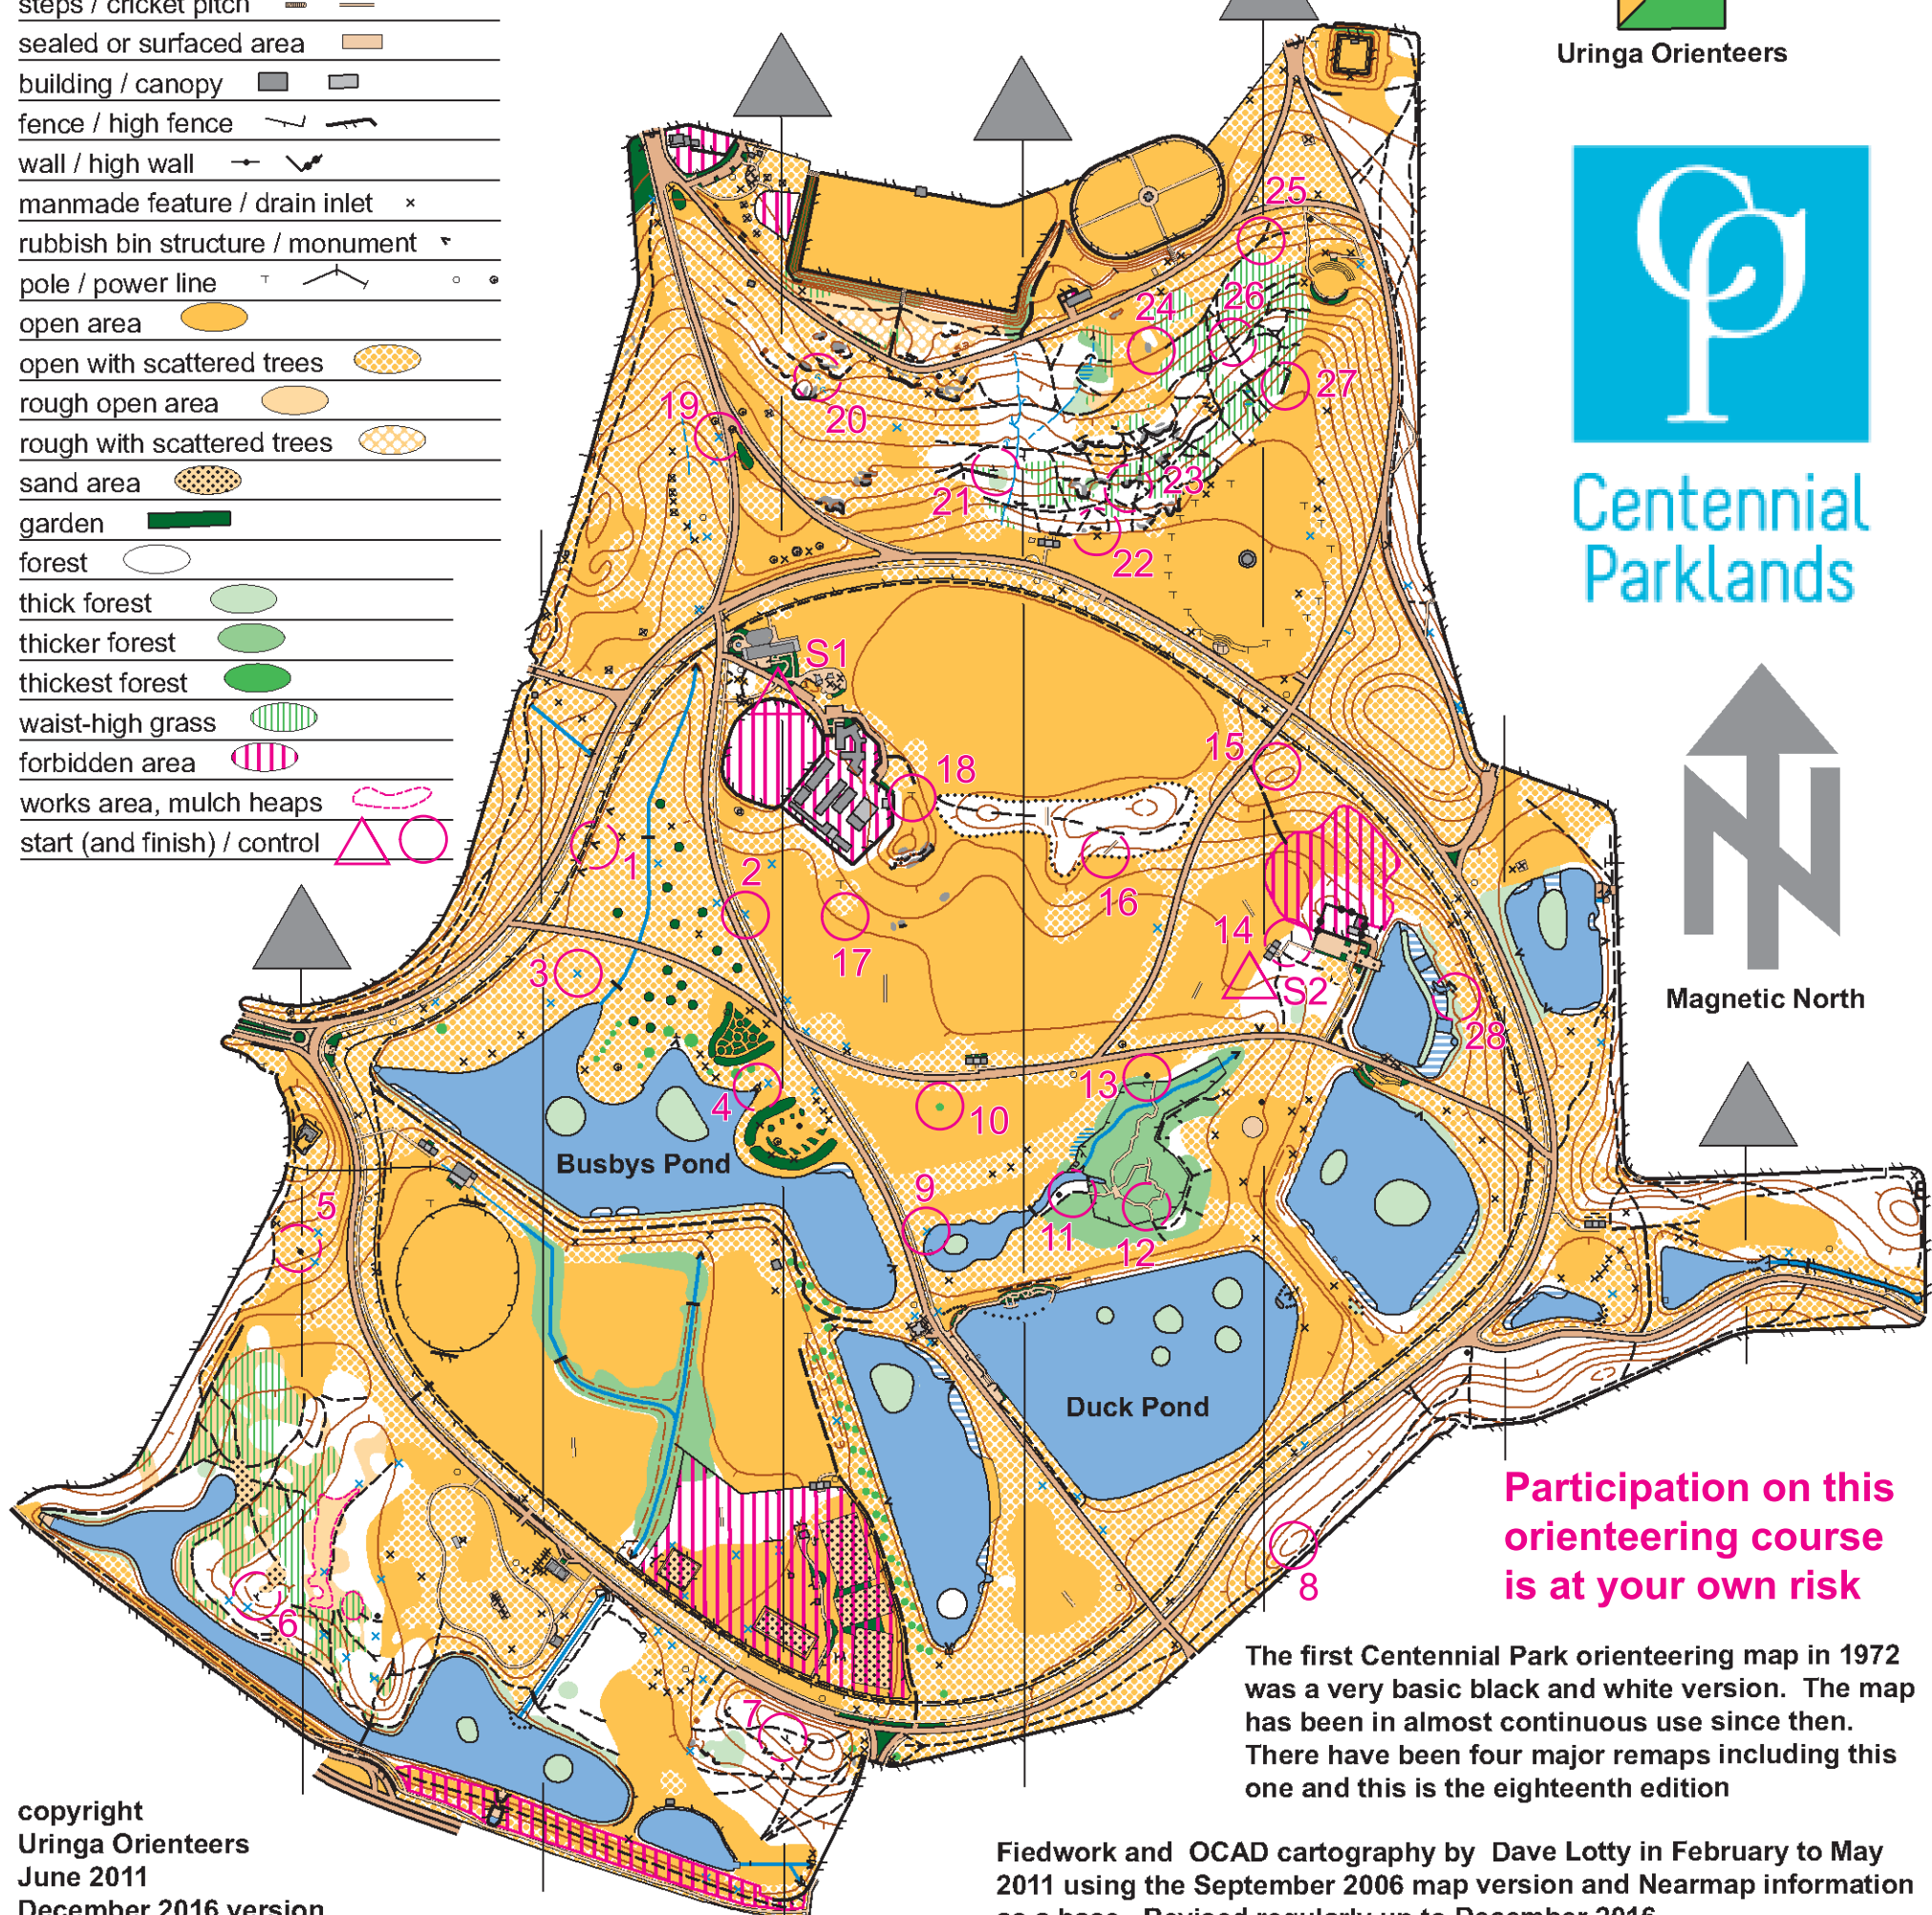 steps / cricket pitch
sealed or surfaced area
building / canopy
fence / high fence
wall / high wall
manmade feature / drain inlet
rubbish bin structure / monument
pole / power line
open area
open with scattered trees
rough open area
rough with scattered trees
sand area
garden
forest
thick forest
thicker forest
thickest forest
waist-high grass
forbidden area
works area, mulch heaps
start (and finish) / control
Uringa Orienteers
Centennial
Parklands
Magnetic North
25
26
24
27
19
20
21
23
22
S1
15
18
1
2
16
14
17
3
S2
28
4
13
10
Busbys Pond
9
5
11
12
Duck Pond
8
6
7
Participation on this
orienteering course
is at your own risk
The first Centennial Park orienteering map in 1972
was a very basic black and white version. The map
has been in almost continuous use since then.
There have been four major remaps including this
one and this is the eighteenth edition
copyright
Uringa Orienteers
June 2011
December 2016 version
Fiedwork and OCAD cartography by Dave Lotty in February to May
2011 using the September 2006 map version and Nearmap information
as a base. Revised regularly up to December 2016